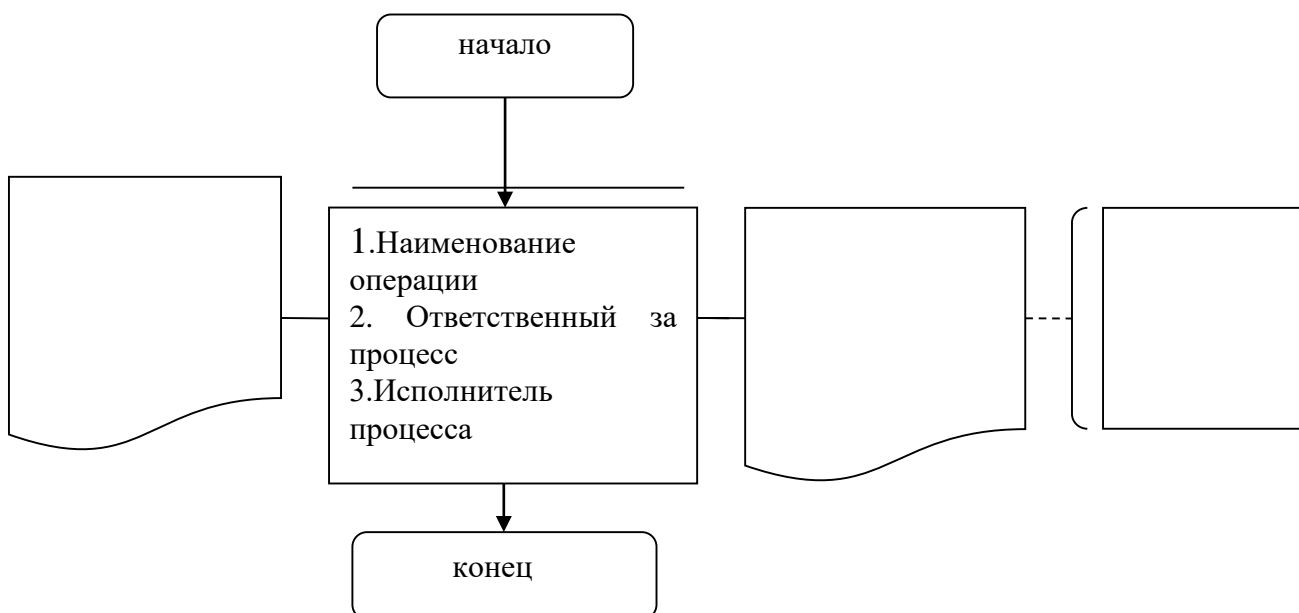 начало
1.Наименование
операции
2. Ответственный за
процесс
3.Исполнитель
процесса
конец